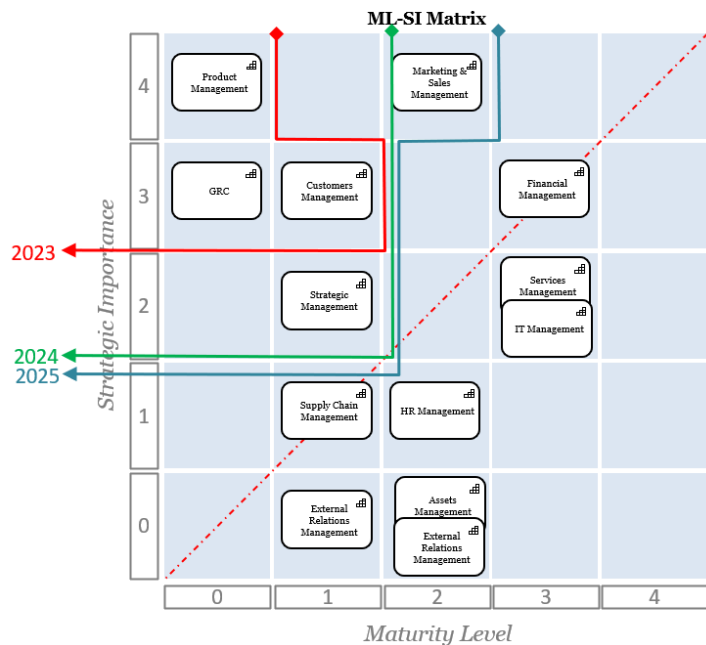 ML-SI Matrix
4
Product
Management
Marketing &
Sales
Management
3
GRC
Customers
Management
Financial
Management
2023
Strategic Importance
2
Strategic
Management
Services
Management
IT Management
2024
2025
1
Supply Chain
Management
HR Management
0
External
Relations
Management
Assets
Management
External
Relations
Management
0
1
2
3
4
Maturity Level